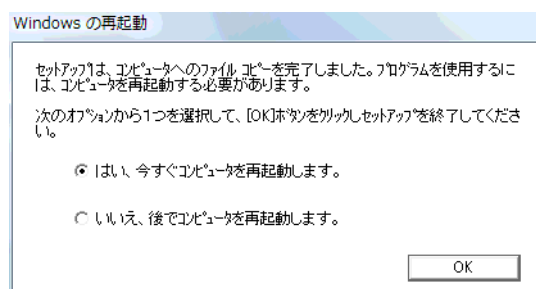 Windows の再起動
セットアップは、コンピュータへのファイル コピーを完了しました。プログラムを使用するに
は、コンピュータを再起動する必要があります。
次のオプションから1つを選択して、[OK]ボタンをクリックしセットアップを終了してくださ
い。
はい、今すぐコンピュータを再起動します。
いいえ、後でコンピュータを再起動します。
OK